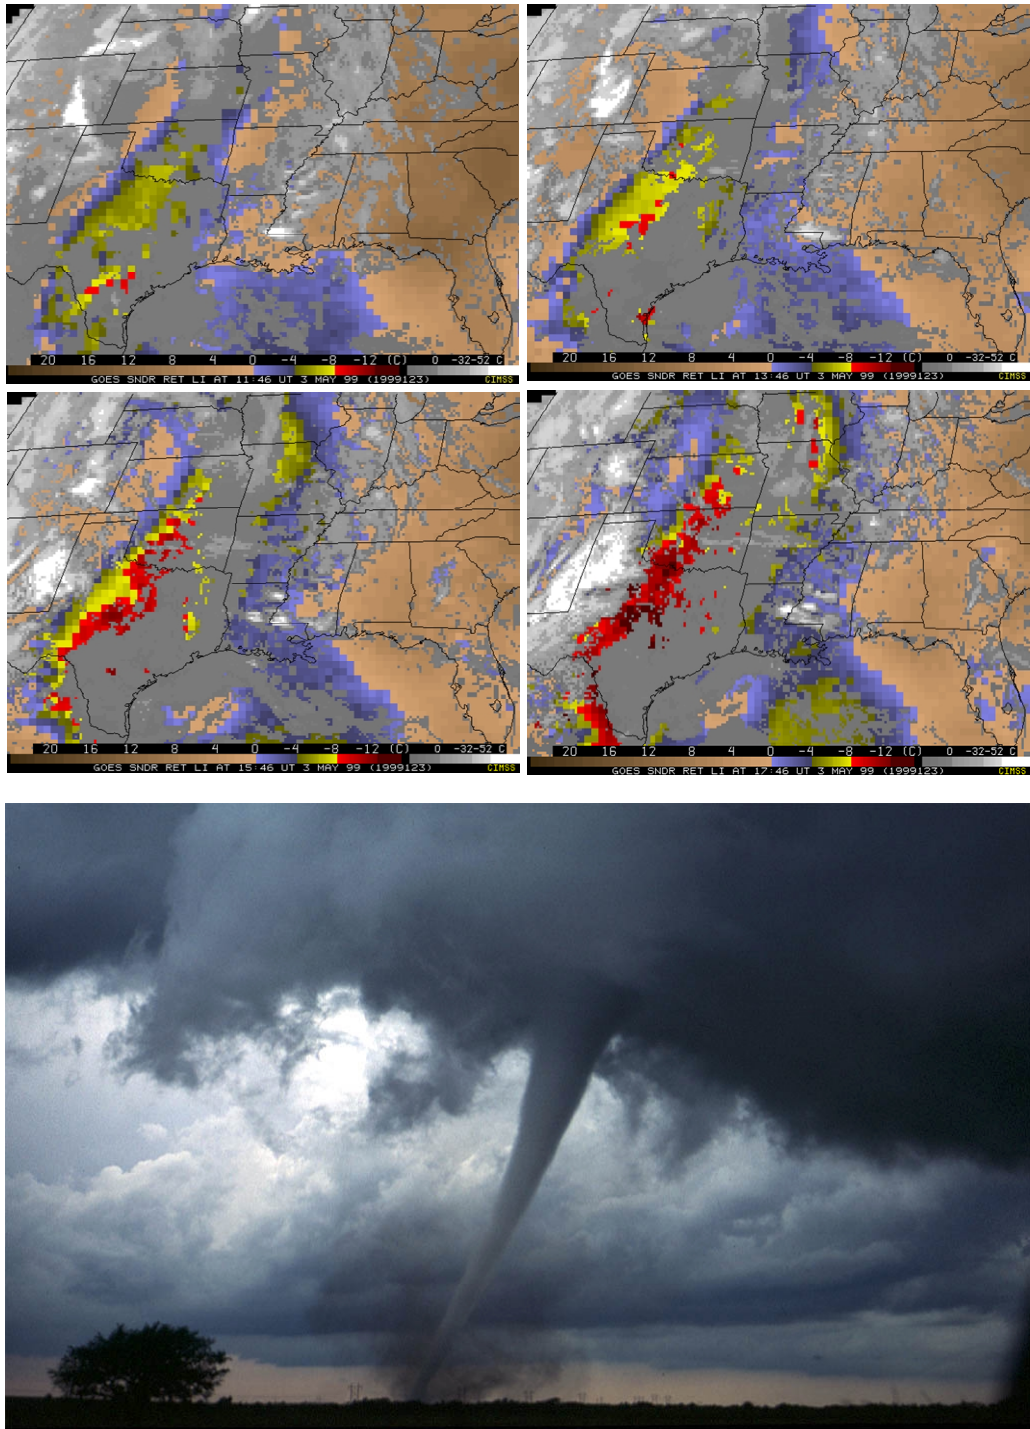 20 16 12 8 4 0 -4 -8 -12 (C) 0 -32-52 C
GOES SNDR RET LI AT 11:46 UT 3 MAY 99 (1999123) CIMSS
20 16 12 8 4 0 -4 -8 -12 (C) 0 -32-52 C
GOES SNDR RET LI AT 13:46 UT 3 MAY 99 (1999123) CIMSS
20 16 12 8 4 0 -4 -8 -12 (C) 0 -32-52 C
GOES SNDR RET LI AT 15:46 UT 3 MAY 99 (1999123) CIMSS
20 16 12 8 4 0 -4 -8 -12 (C) 0 -32-52 C
GOES SNDR RET LI AT 17:46 UT 3 MAY 99 (1999123) CIMSS